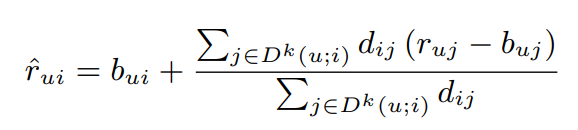 \hat{r}_{ui} = b_{ui} + \frac{\sum_{j \in D^k(u;i)} d_{ij} \left( r_{uj} - b_{uj} \right)}{\sum_{j \in D^k(u;i)} d_{ij}}